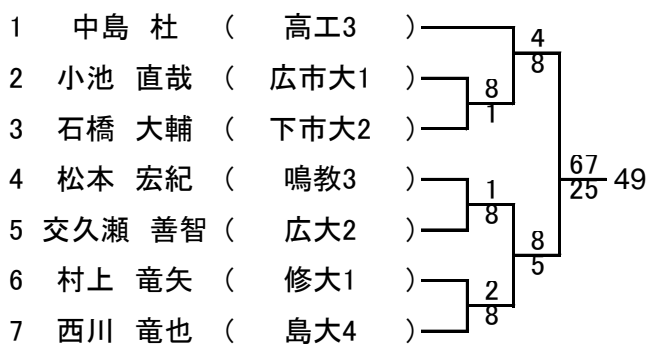 1 中島 杜 ( 高工3 )
4
8
2 小池 直哉 ( 広市大1 )
8
1
3 石橋 大輔 ( 下市大2 )
67
25 49
4 松本 宏紀 ( 鳴教3 )
1
8
5 交久瀬 善智 ( 広大2 )
8
5
6 村上 竜矢 ( 修大1 )
2
8
7 西川 竜也 ( 島大4 )